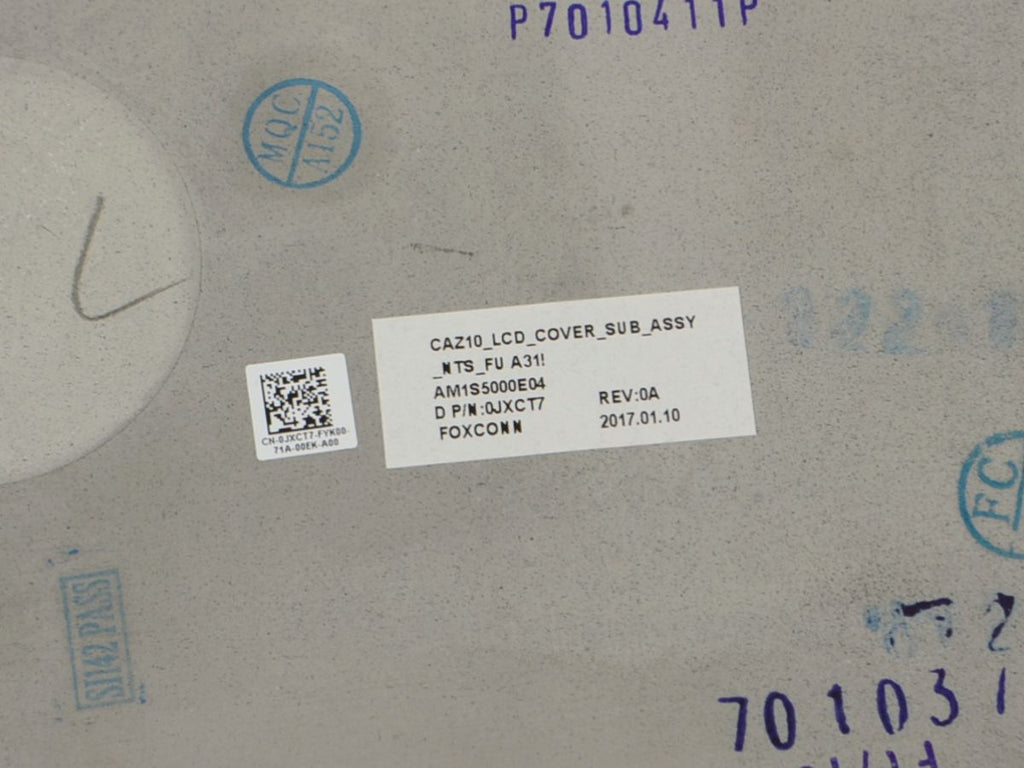 P7010411P
MQC
A152
CAZ10_LCD_COVER_SUB_ASSY
_NTS_FU A31!
AM1S5000E04
D P/N:0JXCT7
REV:0A
FOXCONN
2017.01.10
CN-0JXCT7-FYK00-
71A-00EK-A00
FC
SJ142 PASS
701037